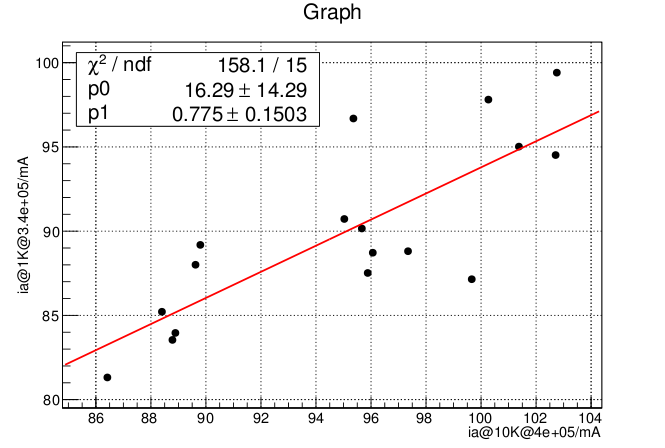 Graph
χ² / ndf 158.1 / 15
p0 16.29 ± 14.29
p1 0.775 ± 0.1503
100
95
90
85
80
ia@1K@3.4e+05/mA
86 88 90 92 94 96 98 100 102 104
ia@10K@4e+05/mA